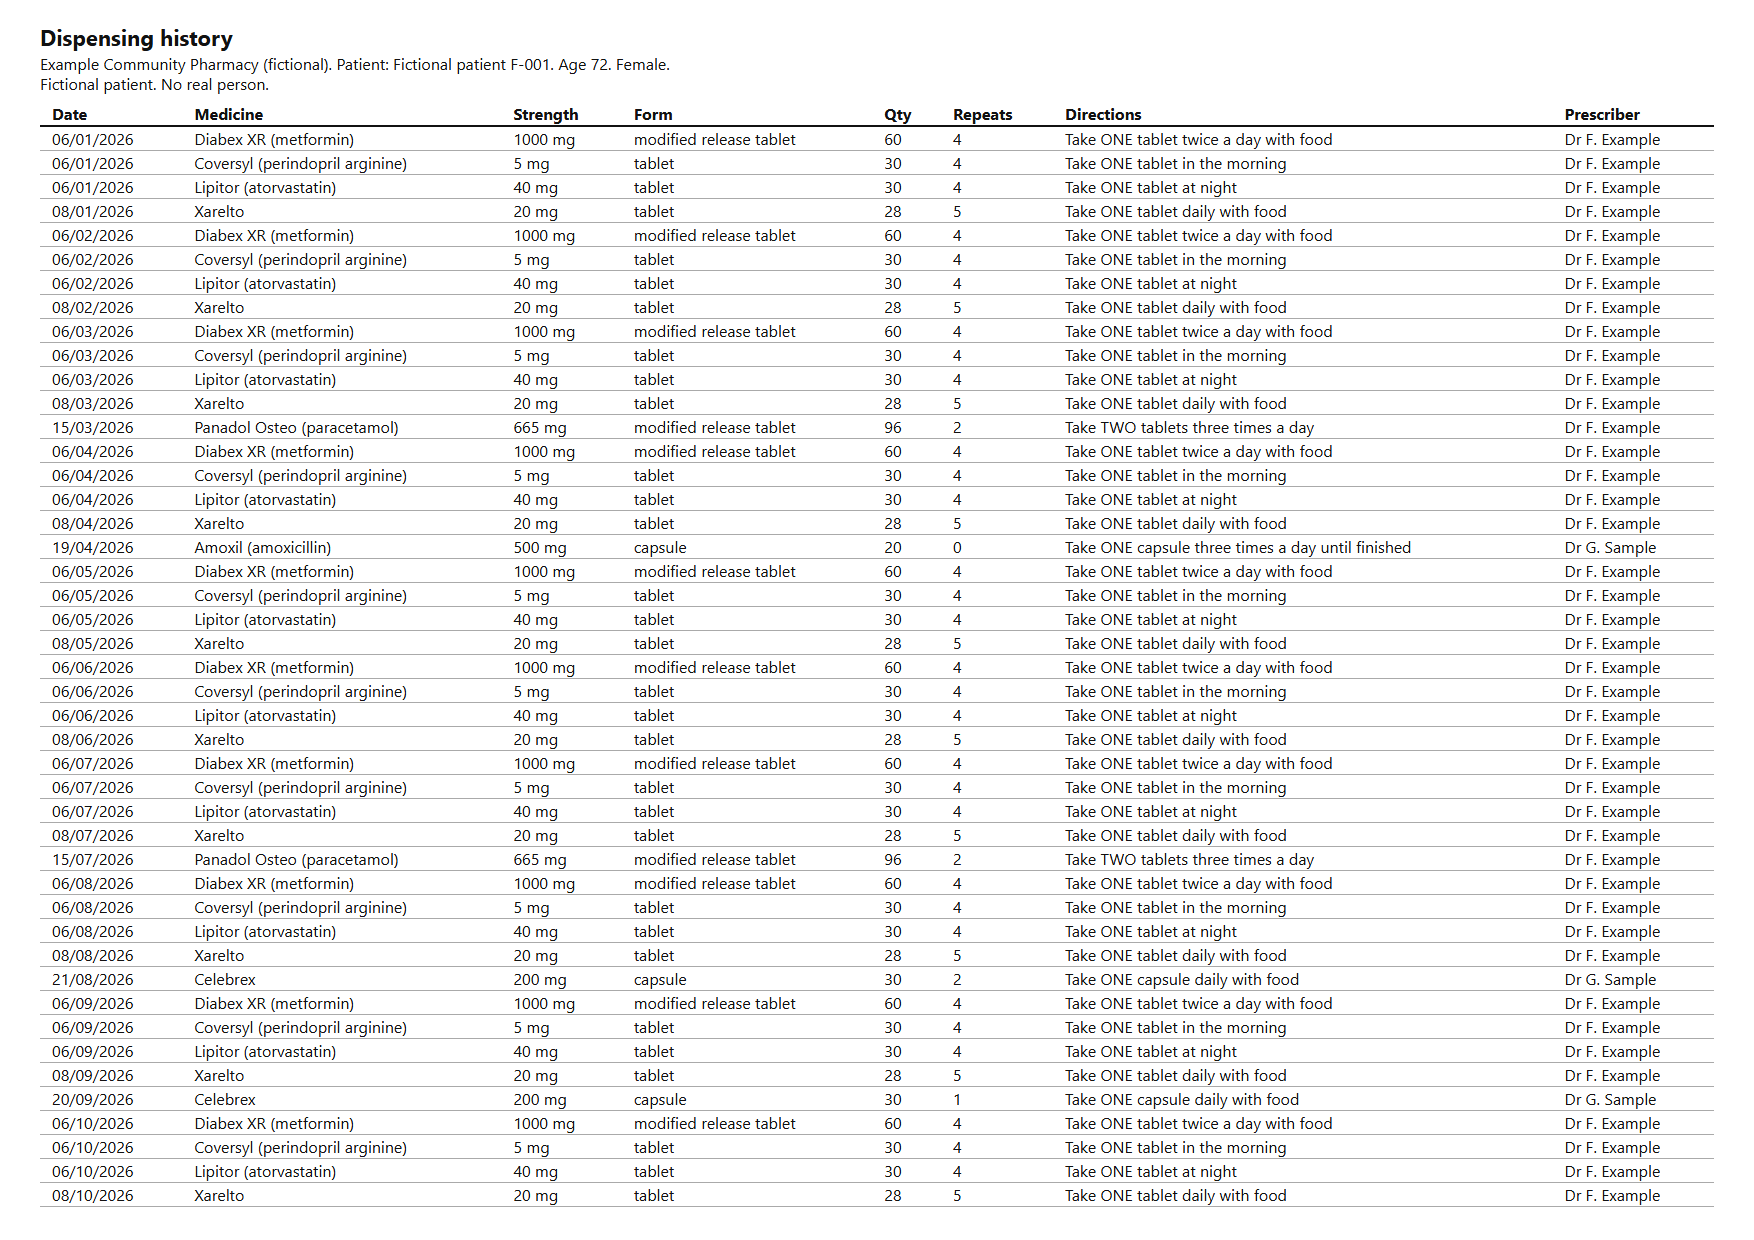 Dispensing history
Example Community Pharmacy (fictional). Patient: Fictional patient F-001. Age 72. Female.
Fictional patient. No real person.
Date Medicine Strength Form Qty Repeats Directions Prescriber
06/01/2026 Diabex XR (metformin) 1000 mg modified release tablet 60 4 Take ONE tablet twice a day with food Dr F. Example
06/01/2026 Coversyl (perindopril arginine) 5 mg tablet 30 4 Take ONE tablet in the morning Dr F. Example
06/01/2026 Lipitor (atorvastatin) 40 mg tablet 30 4 Take ONE tablet at night Dr F. Example
08/01/2026 Xarelto 20 mg tablet 28 5 Take ONE tablet daily with food Dr F. Example
06/02/2026 Diabex XR (metformin) 1000 mg modified release tablet 60 4 Take ONE tablet twice a day with food Dr F. Example
06/02/2026 Coversyl (perindopril arginine) 5 mg tablet 30 4 Take ONE tablet in the morning Dr F. Example
06/02/2026 Lipitor (atorvastatin) 40 mg tablet 30 4 Take ONE tablet at night Dr F. Example
08/02/2026 Xarelto 20 mg tablet 28 5 Take ONE tablet daily with food Dr F. Example
06/03/2026 Diabex XR (metformin) 1000 mg modified release tablet 60 4 Take ONE tablet twice a day with food Dr F. Example
06/03/2026 Coversyl (perindopril arginine) 5 mg tablet 30 4 Take ONE tablet in the morning Dr F. Example
06/03/2026 Lipitor (atorvastatin) 40 mg tablet 30 4 Take ONE tablet at night Dr F. Example
08/03/2026 Xarelto 20 mg tablet 28 5 Take ONE tablet daily with food Dr F. Example
15/03/2026 Panadol Osteo (paracetamol) 665 mg modified release tablet 96 2 Take TWO tablets three times a day Dr F. Example
06/04/2026 Diabex XR (metformin) 1000 mg modified release tablet 60 4 Take ONE tablet twice a day with food Dr F. Example
06/04/2026 Coversyl (perindopril arginine) 5 mg tablet 30 4 Take ONE tablet in the morning Dr F. Example
06/04/2026 Lipitor (atorvastatin) 40 mg tablet 30 4 Take ONE tablet at night Dr F. Example
08/04/2026 Xarelto 20 mg tablet 28 5 Take ONE tablet daily with food Dr F. Example
19/04/2026 Amoxil (amoxicillin) 500 mg capsule 20 0 Take ONE capsule three times a day until finished Dr G. Sample
06/05/2026 Diabex XR (metformin) 1000 mg modified release tablet 60 4 Take ONE tablet twice a day with food Dr F. Example
06/05/2026 Coversyl (perindopril arginine) 5 mg tablet 30 4 Take ONE tablet in the morning Dr F. Example
06/05/2026 Lipitor (atorvastatin) 40 mg tablet 30 4 Take ONE tablet at night Dr F. Example
08/05/2026 Xarelto 20 mg tablet 28 5 Take ONE tablet daily with food Dr F. Example
06/06/2026 Diabex XR (metformin) 1000 mg modified release tablet 60 4 Take ONE tablet twice a day with food Dr F. Example
06/06/2026 Coversyl (perindopril arginine) 5 mg tablet 30 4 Take ONE tablet in the morning Dr F. Example
06/06/2026 Lipitor (atorvastatin) 40 mg tablet 30 4 Take ONE tablet at night Dr F. Example
08/06/2026 Xarelto 20 mg tablet 28 5 Take ONE tablet daily with food Dr F. Example
06/07/2026 Diabex XR (metformin) 1000 mg modified release tablet 60 4 Take ONE tablet twice a day with food Dr F. Example
06/07/2026 Coversyl (perindopril arginine) 5 mg tablet 30 4 Take ONE tablet in the morning Dr F. Example
06/07/2026 Lipitor (atorvastatin) 40 mg tablet 30 4 Take ONE tablet at night Dr F. Example
08/07/2026 Xarelto 20 mg tablet 28 5 Take ONE tablet daily with food Dr F. Example
15/07/2026 Panadol Osteo (paracetamol) 665 mg modified release tablet 96 2 Take TWO tablets three times a day Dr F. Example
06/08/2026 Diabex XR (metformin) 1000 mg modified release tablet 60 4 Take ONE tablet twice a day with food Dr F. Example
06/08/2026 Coversyl (perindopril arginine) 5 mg tablet 30 4 Take ONE tablet in the morning Dr F. Example
06/08/2026 Lipitor (atorvastatin) 40 mg tablet 30 4 Take ONE tablet at night Dr F. Example
08/08/2026 Xarelto 20 mg tablet 28 5 Take ONE tablet daily with food Dr F. Example
21/08/2026 Celebrex 200 mg capsule 30 2 Take ONE capsule daily with food Dr G. Sample
06/09/2026 Diabex XR (metformin) 1000 mg modified release tablet 60 4 Take ONE tablet twice a day with food Dr F. Example
06/09/2026 Coversyl (perindopril arginine) 5 mg tablet 30 4 Take ONE tablet in the morning Dr F. Example
06/09/2026 Lipitor (atorvastatin) 40 mg tablet 30 4 Take ONE tablet at night Dr F. Example
08/09/2026 Xarelto 20 mg tablet 28 5 Take ONE tablet daily with food Dr F. Example
20/09/2026 Celebrex 200 mg capsule 30 1 Take ONE capsule daily with food Dr G. Sample
06/10/2026 Diabex XR (metformin) 1000 mg modified release tablet 60 4 Take ONE tablet twice a day with food Dr F. Example
06/10/2026 Coversyl (perindopril arginine) 5 mg tablet 30 4 Take ONE tablet in the morning Dr F. Example
06/10/2026 Lipitor (atorvastatin) 40 mg tablet 30 4 Take ONE tablet at night Dr F. Example
08/10/2026 Xarelto 20 mg tablet 28 5 Take ONE tablet daily with food Dr F. Example